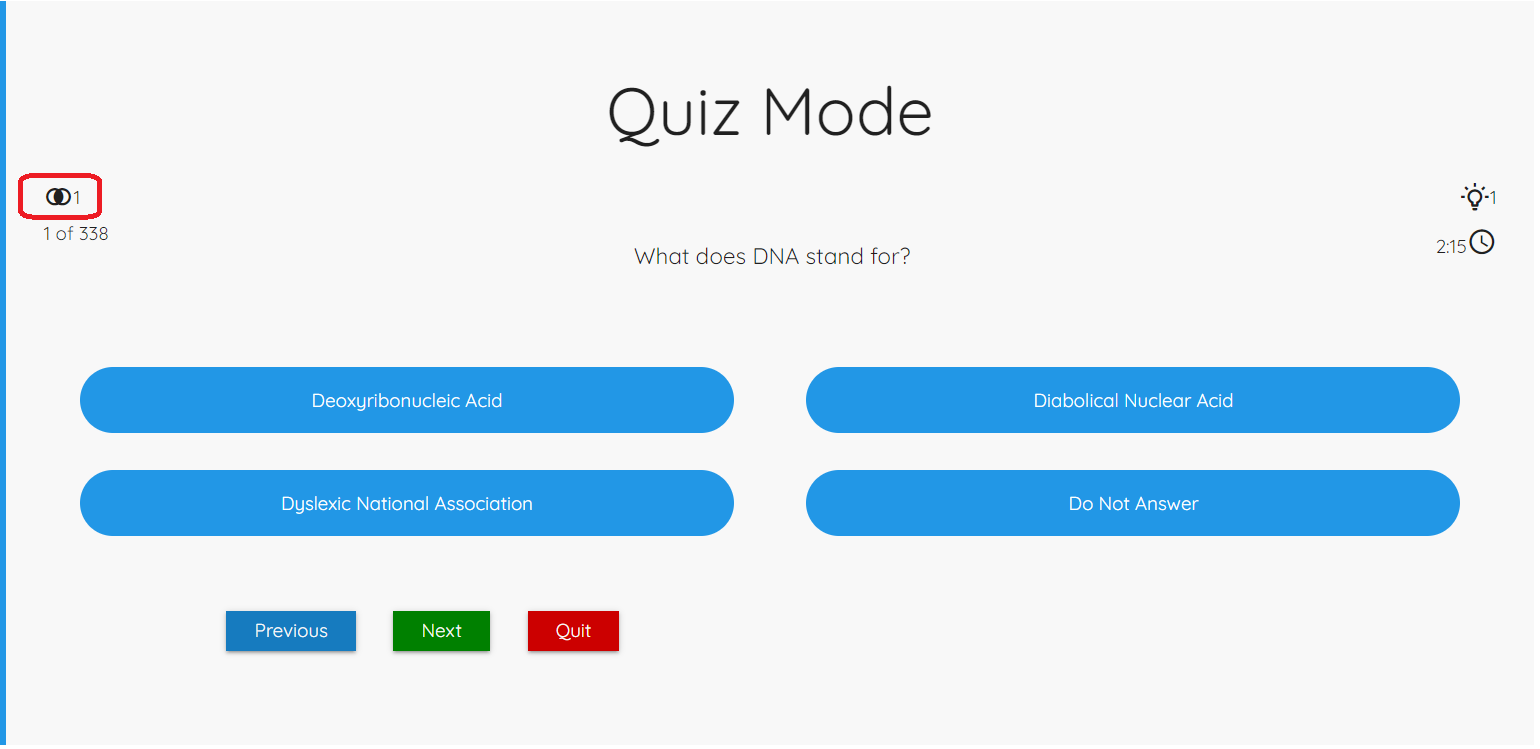 Quiz Mode
1
1
1 of 338
2:15
What does DNA stand for?
Deoxyribonucleic Acid
Diabolical Nuclear Acid
Dyslexic National Association
Do Not Answer
Previous
Next
Quit